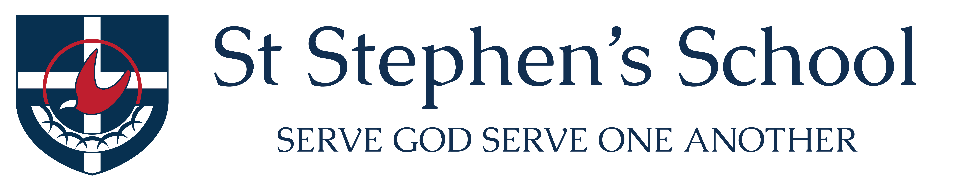 St Stephen's School
SERVE GOD SERVE ONE ANOTHER